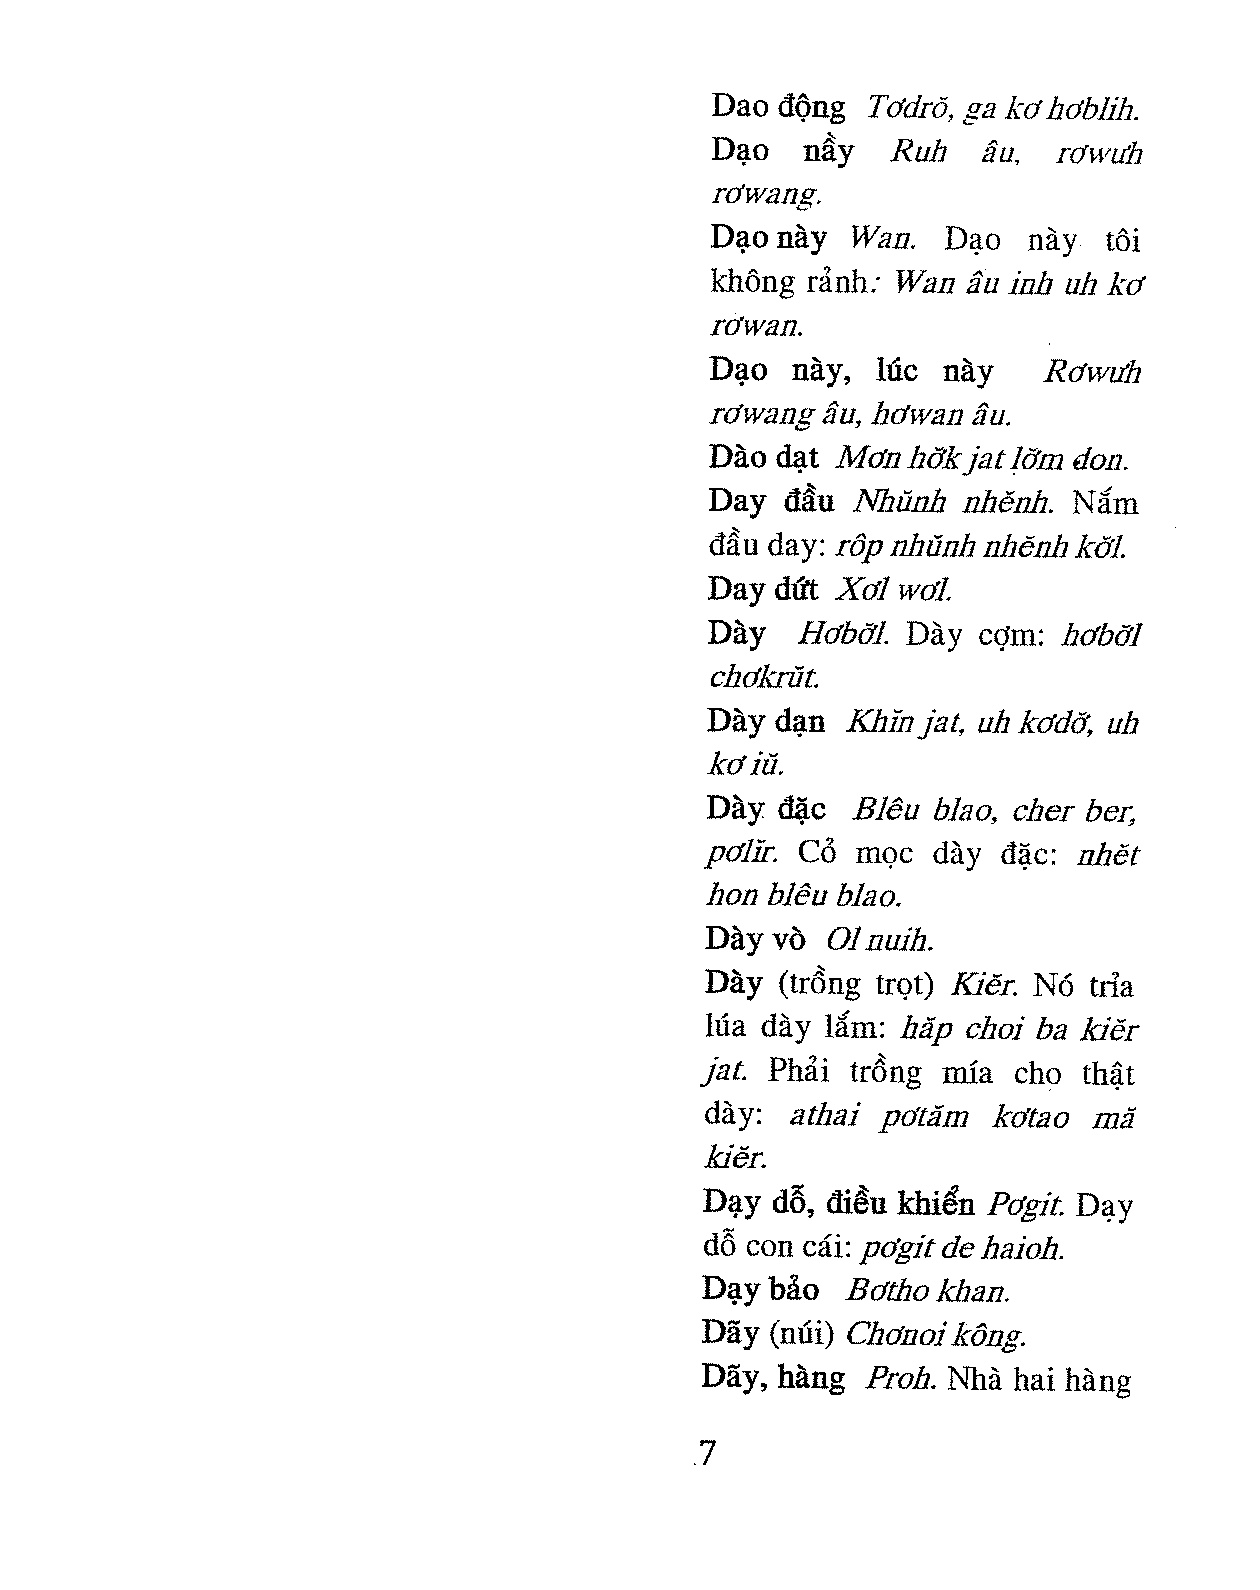 Dao động Tơdrŏ, ga kơ hơblih.
Dạo nầy Ruh âu, rơwưh
rơwang.
Dạo này Wan. Dạo này tôi
không rảnh: Wan âu inh uh kơ
rơwan.
Dạo này, lúc này Rơwưh
rơwang âu, hơwan âu.
Dào dạt Mơn hơ̆k jat lơ̆m don.
Day đầu Nhŭnh nhĕnh. Nắm
đầu day: rôp nhŭnh nhĕnh kơ̆l.
Day dứt Xơl wơl.
Dày Hơbơ̆l. Dày cợm: hơbơ̆l
chơkrŭt.
Dày dạn Khĭn jat, uh kơdơ̆, uh
kơ iŭ.
Dày đặc Blêu blao, cher ber,
pơlĭr. Cỏ mọc dày đặc: nhĕt
hon blêu blao.
Dày vò Ol nuih.
Dày (trồng trọt) Kiĕr. Nó trỉa
lúa dày lắm: hăp choi ba kiĕr
jat. Phải trồng mía cho thật
dày: athai pơtăm kơtao mă
kiĕr.
Dạy dỗ, điều khiển Pơgit. Dạy
dỗ con cái: pơgit de haioh.
Dạy bảo Bơtho khan.
Dãy (núi) Chơnoi kông.
Dãy, hàng Proh. Nhà hai hàng
7